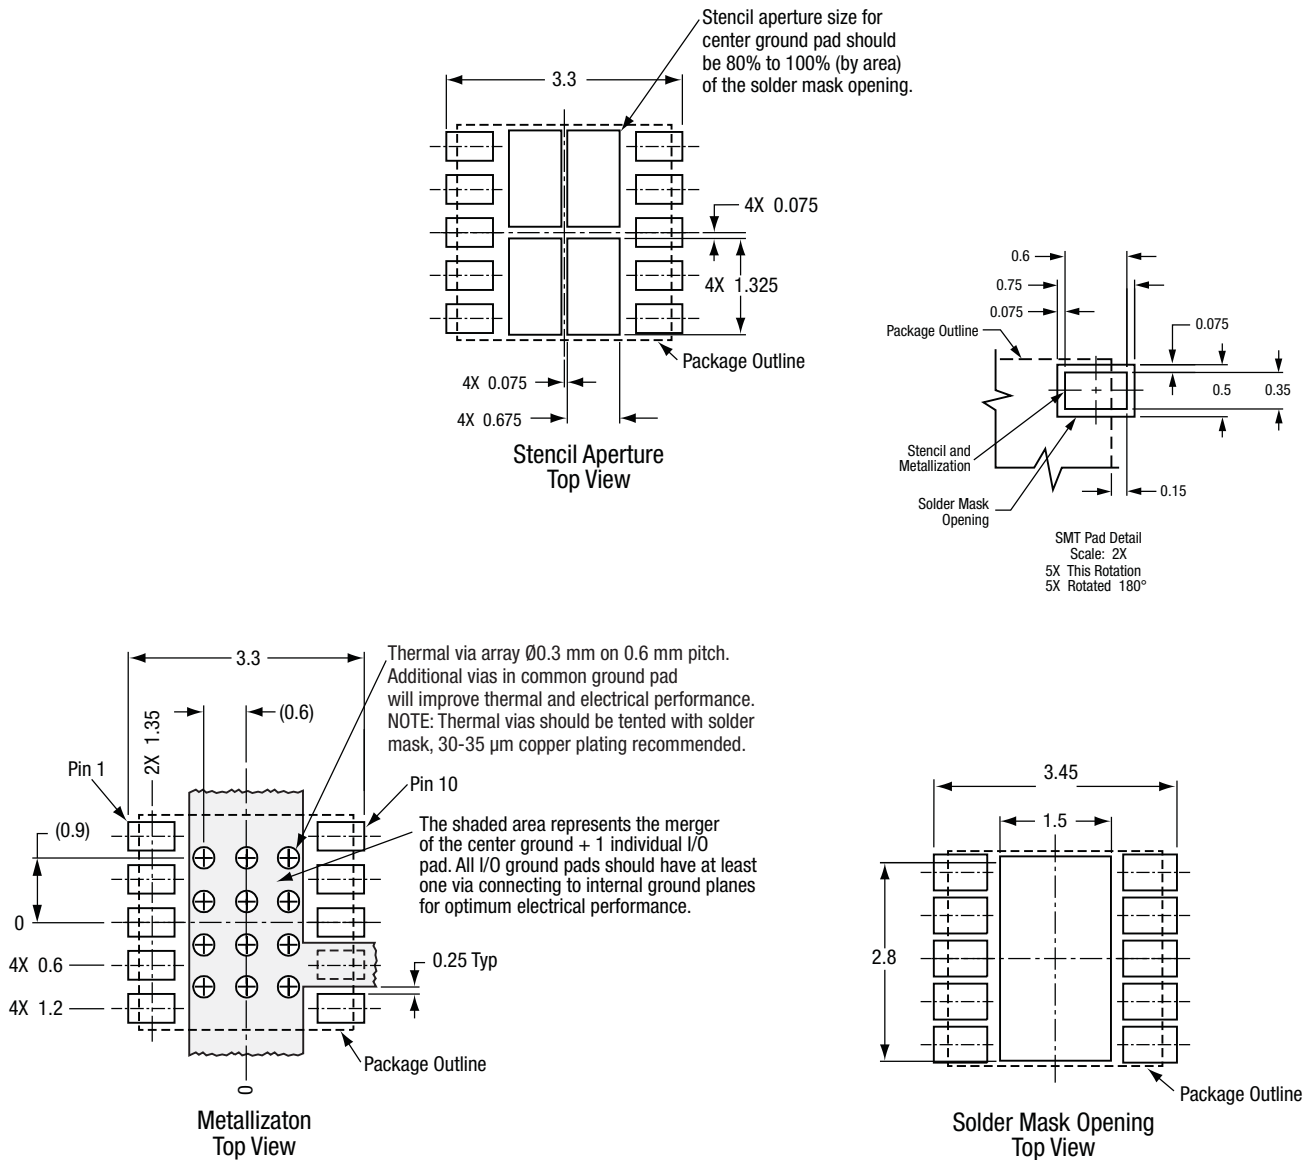 Stencil aperture size for
center ground pad should
be 80% to 100% (by area)
of the solder mask opening.
3.3
4X 0.075
4X 1.325
Package Outline
4X 0.075
4X 0.675
Stencil Aperture
Top View
0.6
0.75
0.075
0.075
Package Outline
0.5
0.35
Stencil and
Metallization
0.15
Solder Mask
Opening
SMT Pad Detail
Scale: 2X
5X This Rotation
5X Rotated 180°
Thermal via array Ø0.3 mm on 0.6 mm pitch.
Additional vias in common ground pad
will improve thermal and electrical performance.
NOTE: Thermal vias should be tented with solder
mask, 30-35 µm copper plating recommended.
3.3
(0.6)
2X 1.35
Pin 1
Pin 10
(0.9)
The shaded area represents the merger
of the center ground + 1 individual I/O
pad. All I/O ground pads should have at least
one via connecting to internal ground planes
for optimum electrical performance.
0
4X 0.6
0.25 Typ
4X 1.2
Package Outline
0
Metallizaton
Top View
3.45
1.5
2.8
Package Outline
Solder Mask Opening
Top View